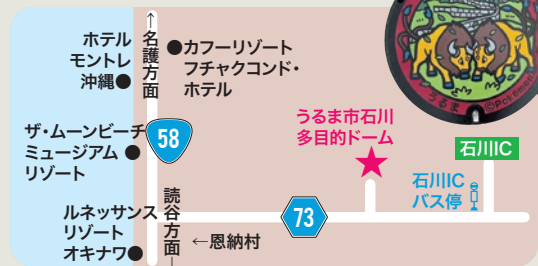 ↑名護方面
ホテル
モントレ
沖縄●
●カフーリゾート
フチャクコンド・
ホテル
うるま
©Pokémon
ザ・ムーンビーチ
ミュージアム●
リゾート
58
うるま市石川
多目的ドーム
★
石川IC
石川IC
バス停
ルネッサンス
リゾート
オキナワ●
読谷方面↓
←恩納村
73